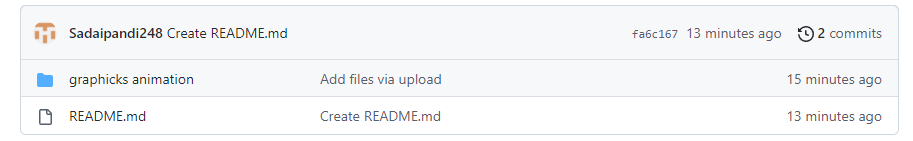 Sadaipandi248 Create README.md fa6c167 13 minutes ago 2 commits
graphicks animation Add files via upload 15 minutes ago
README.md Create README.md 13 minutes ago